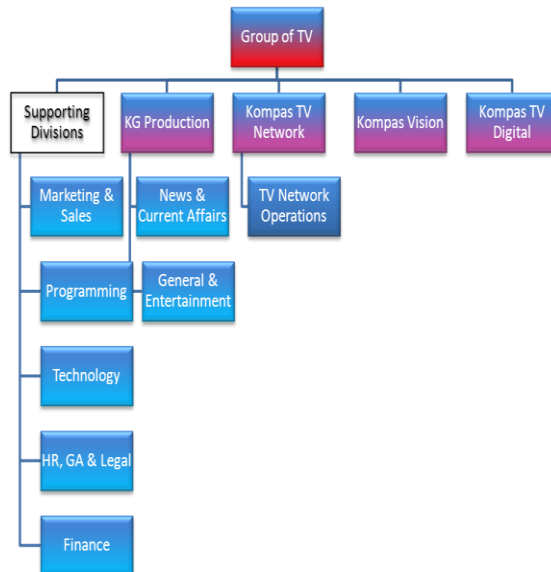 Group of TV
Supporting
Divisions
KG Production
Kompas TV
Network
Kompas Vision
Kompas TV
Digital
Marketing &
Sales
News &
Current Affairs
TV Network
Operations
Programming
General &
Entertainment
Technology
HR, GA & Legal
Finance